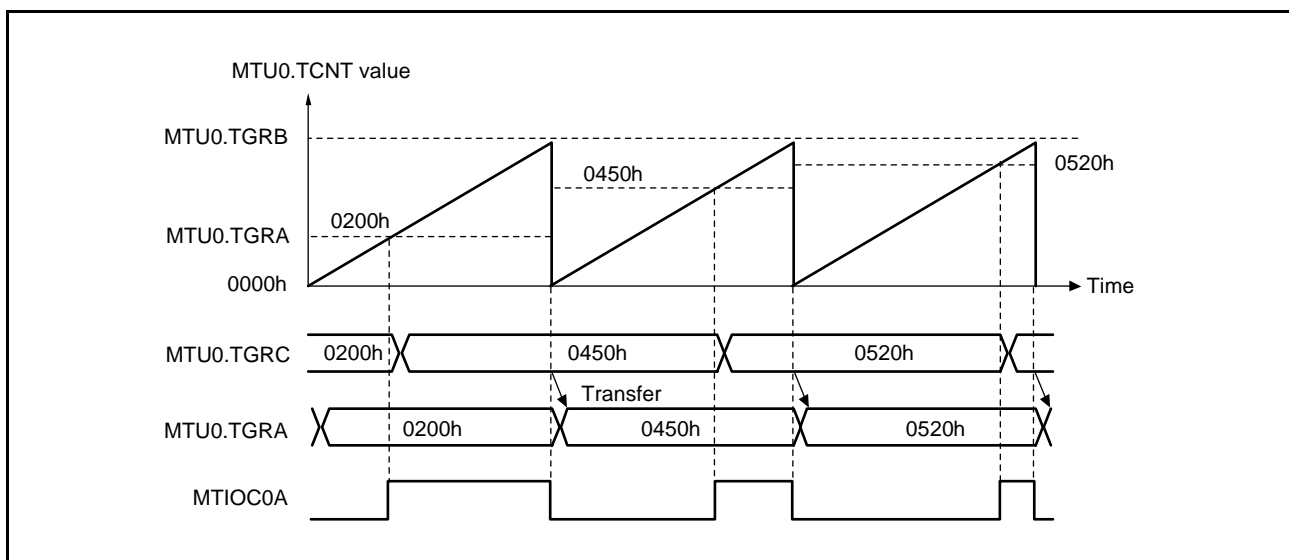 MTU0.TCNT value
MTU0.TGRB
0520h
0450h
0200h
MTU0.TGRA
0000h
Time
MTU0.TGRC 0200h 0450h 0520h
Transfer
MTU0.TGRA 0200h 0450h 0520h
MTIOC0A